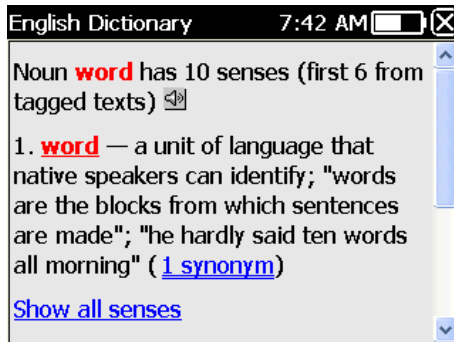 English Dictionary 7:42 AM
Noun word has 10 senses (first 6 from
tagged texts)
1. word — a unit of language that
native speakers can identify; "words
are the blocks from which sentences
are made"; "he hardly said ten words
all morning" ( 1 synonym)
Show all senses